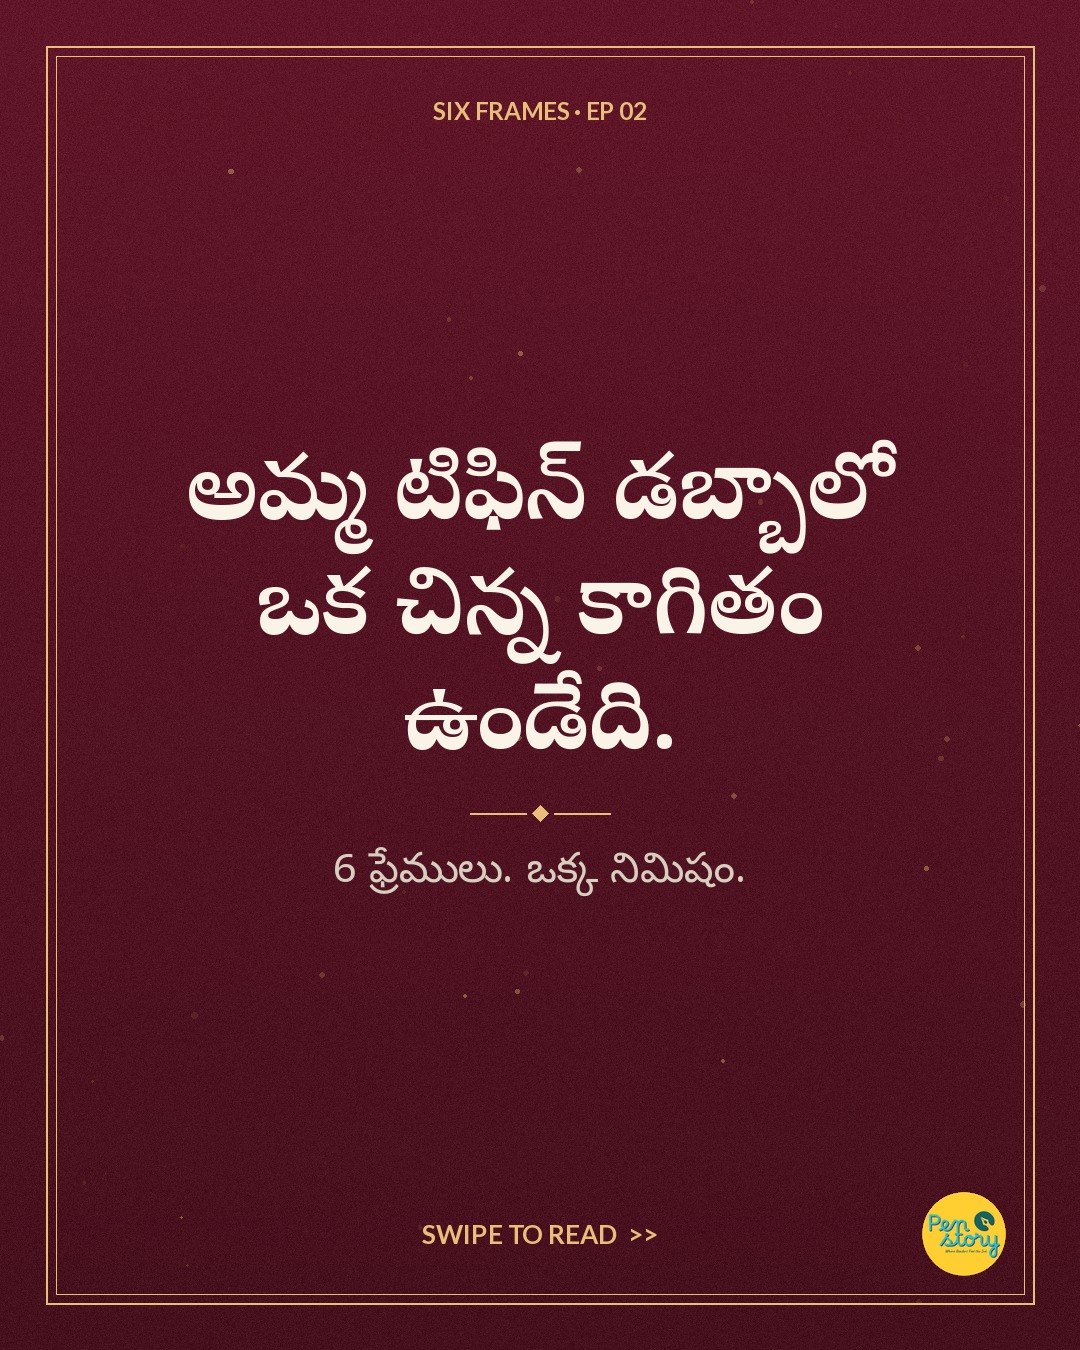 SIX FRAMES · EP 02
అమ్మ టిఫిన్ డబ్బాలో
ఒక చిన్న కాగితం
ఉండేది.
6 ఫ్రేములు. ఒక్క నిమిషం.
SWIPE TO READ >>
Pen
story